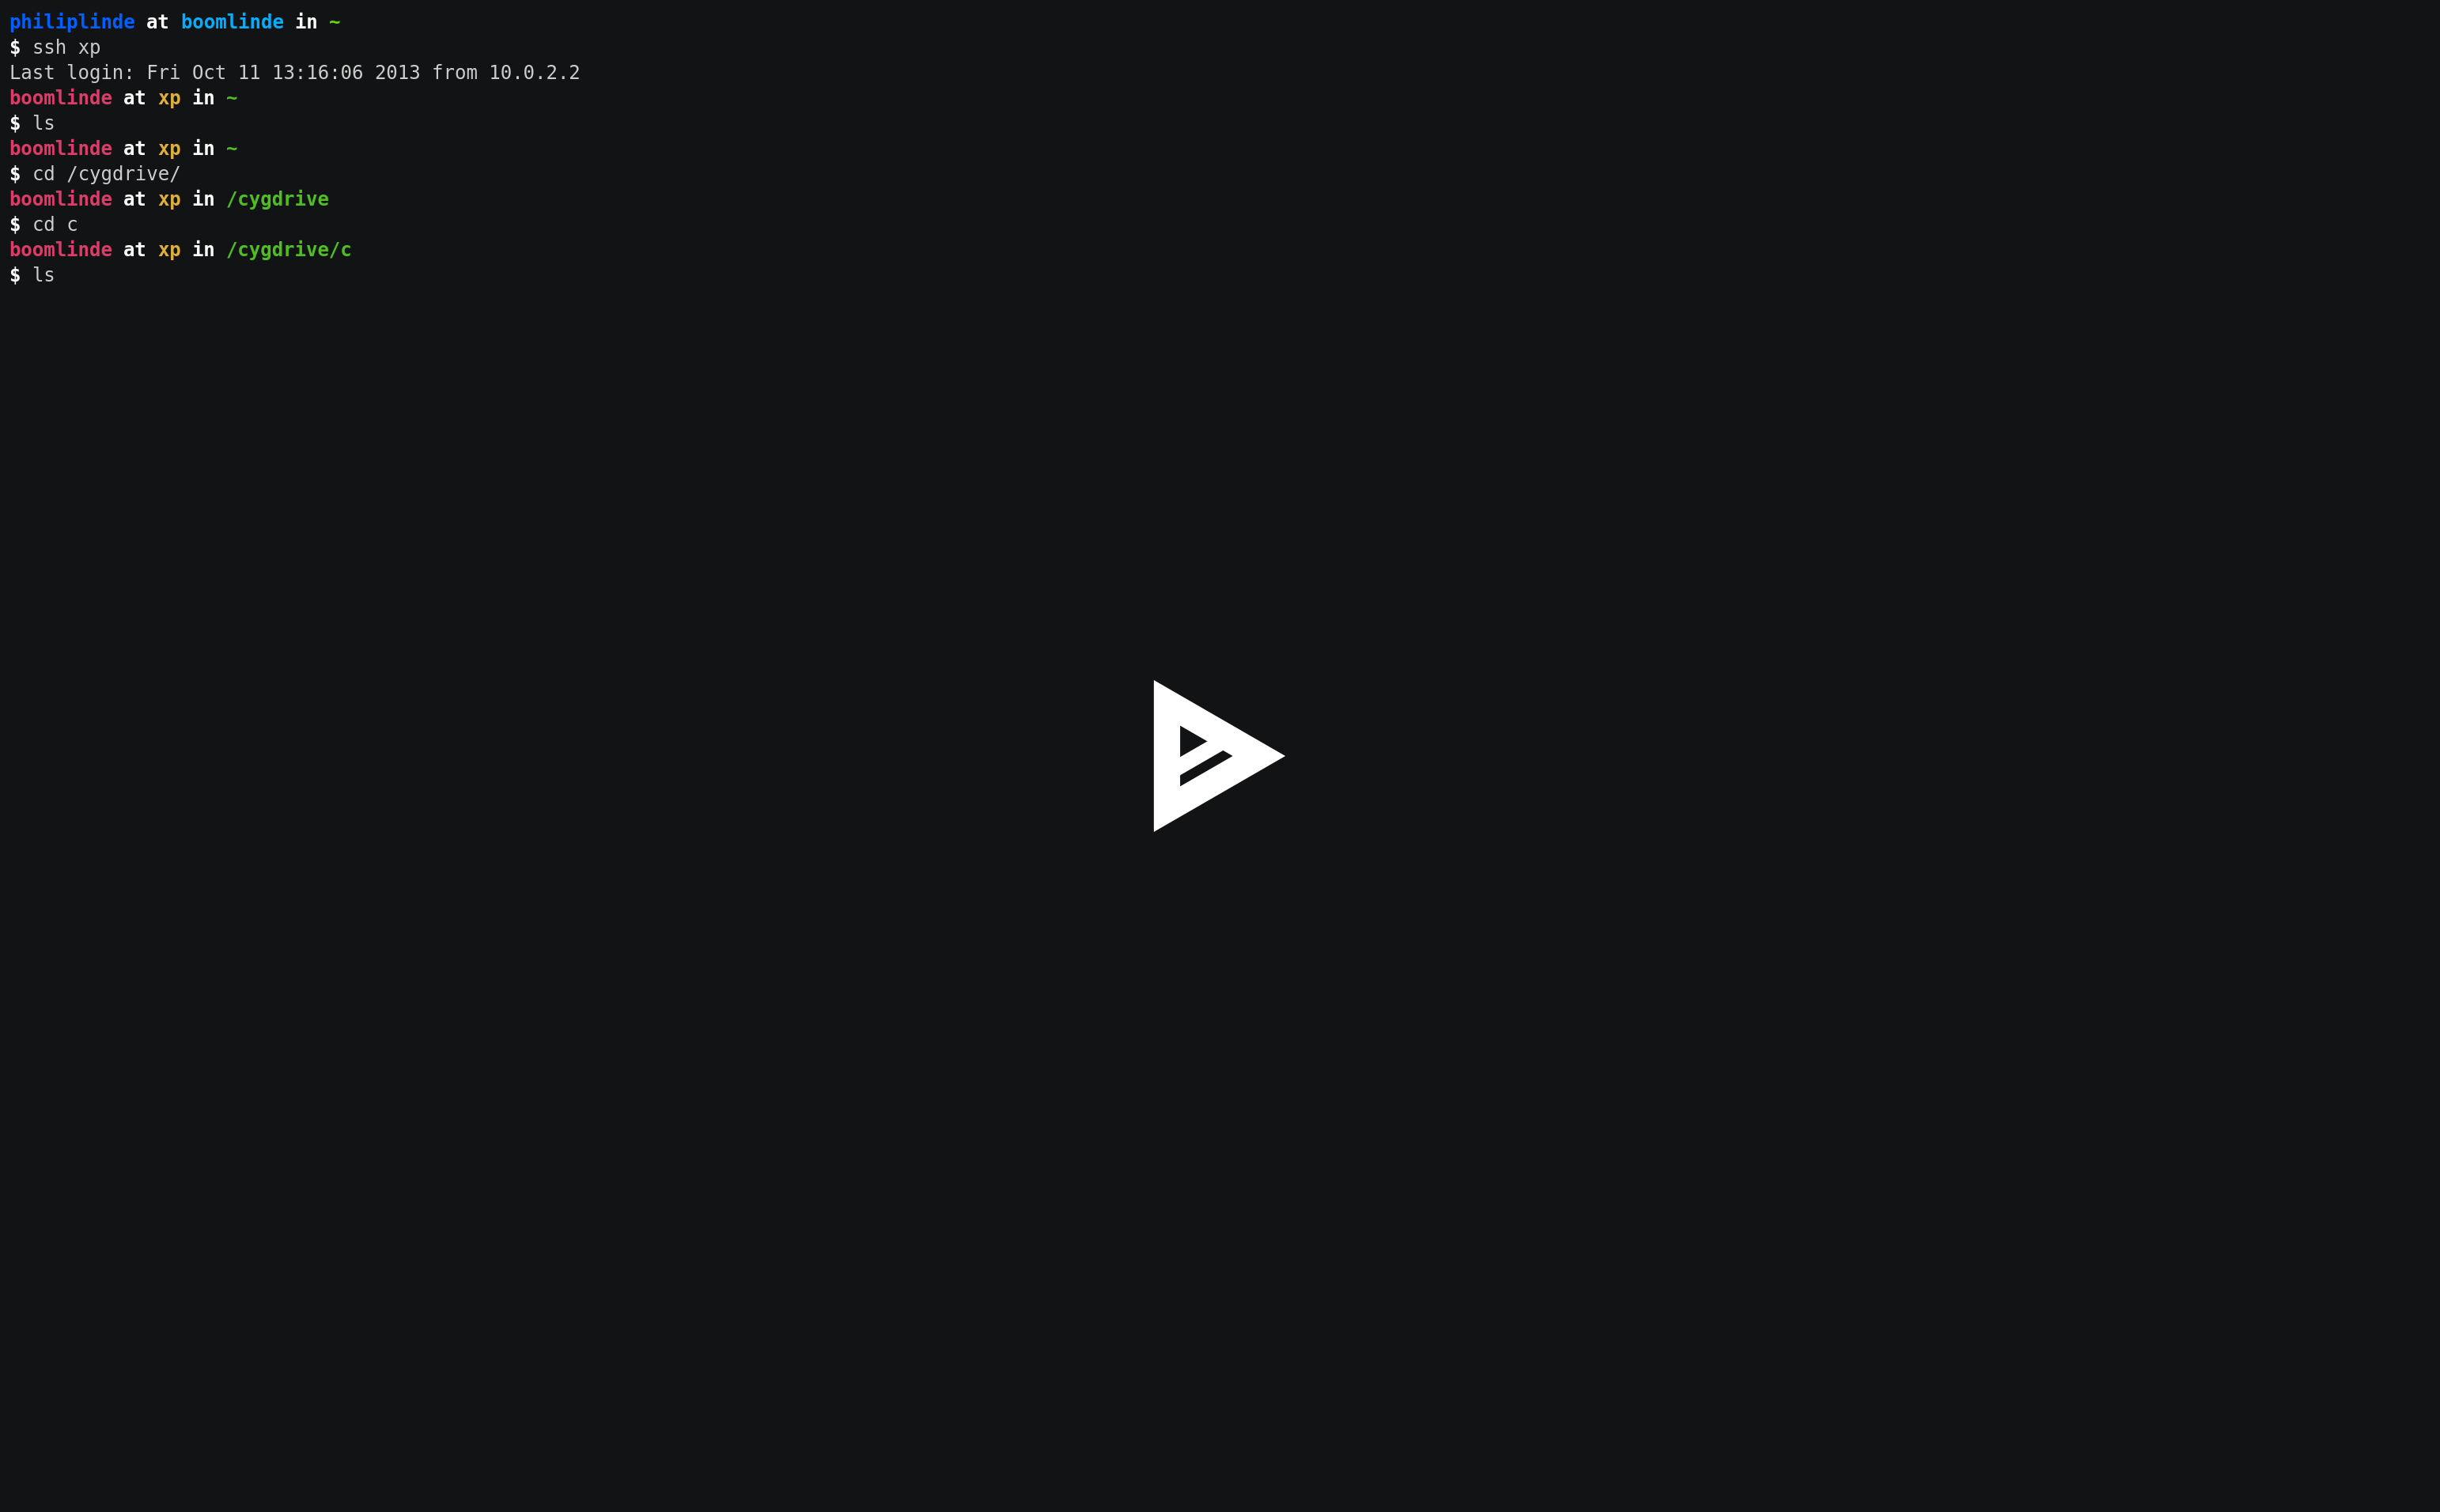 philiplinde at boomlinde in ~
$ ssh xp
Last login: Fri Oct 11 13:16:06 2013 from 10.0.2.2
boomlinde at xp in ~
$ ls
boomlinde at xp in ~
$ cd /cygdrive/
boomlinde at xp in /cygdrive
$ cd c
boomlinde at xp in /cygdrive/c
$ ls